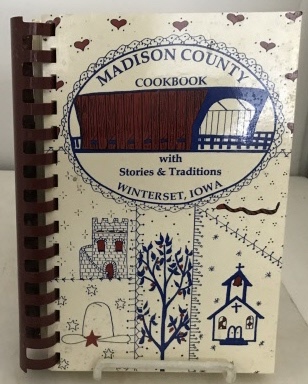 MADISON COUNTY
COOKBOOK
with
Stories & Traditions
WINTERSET, IOWA